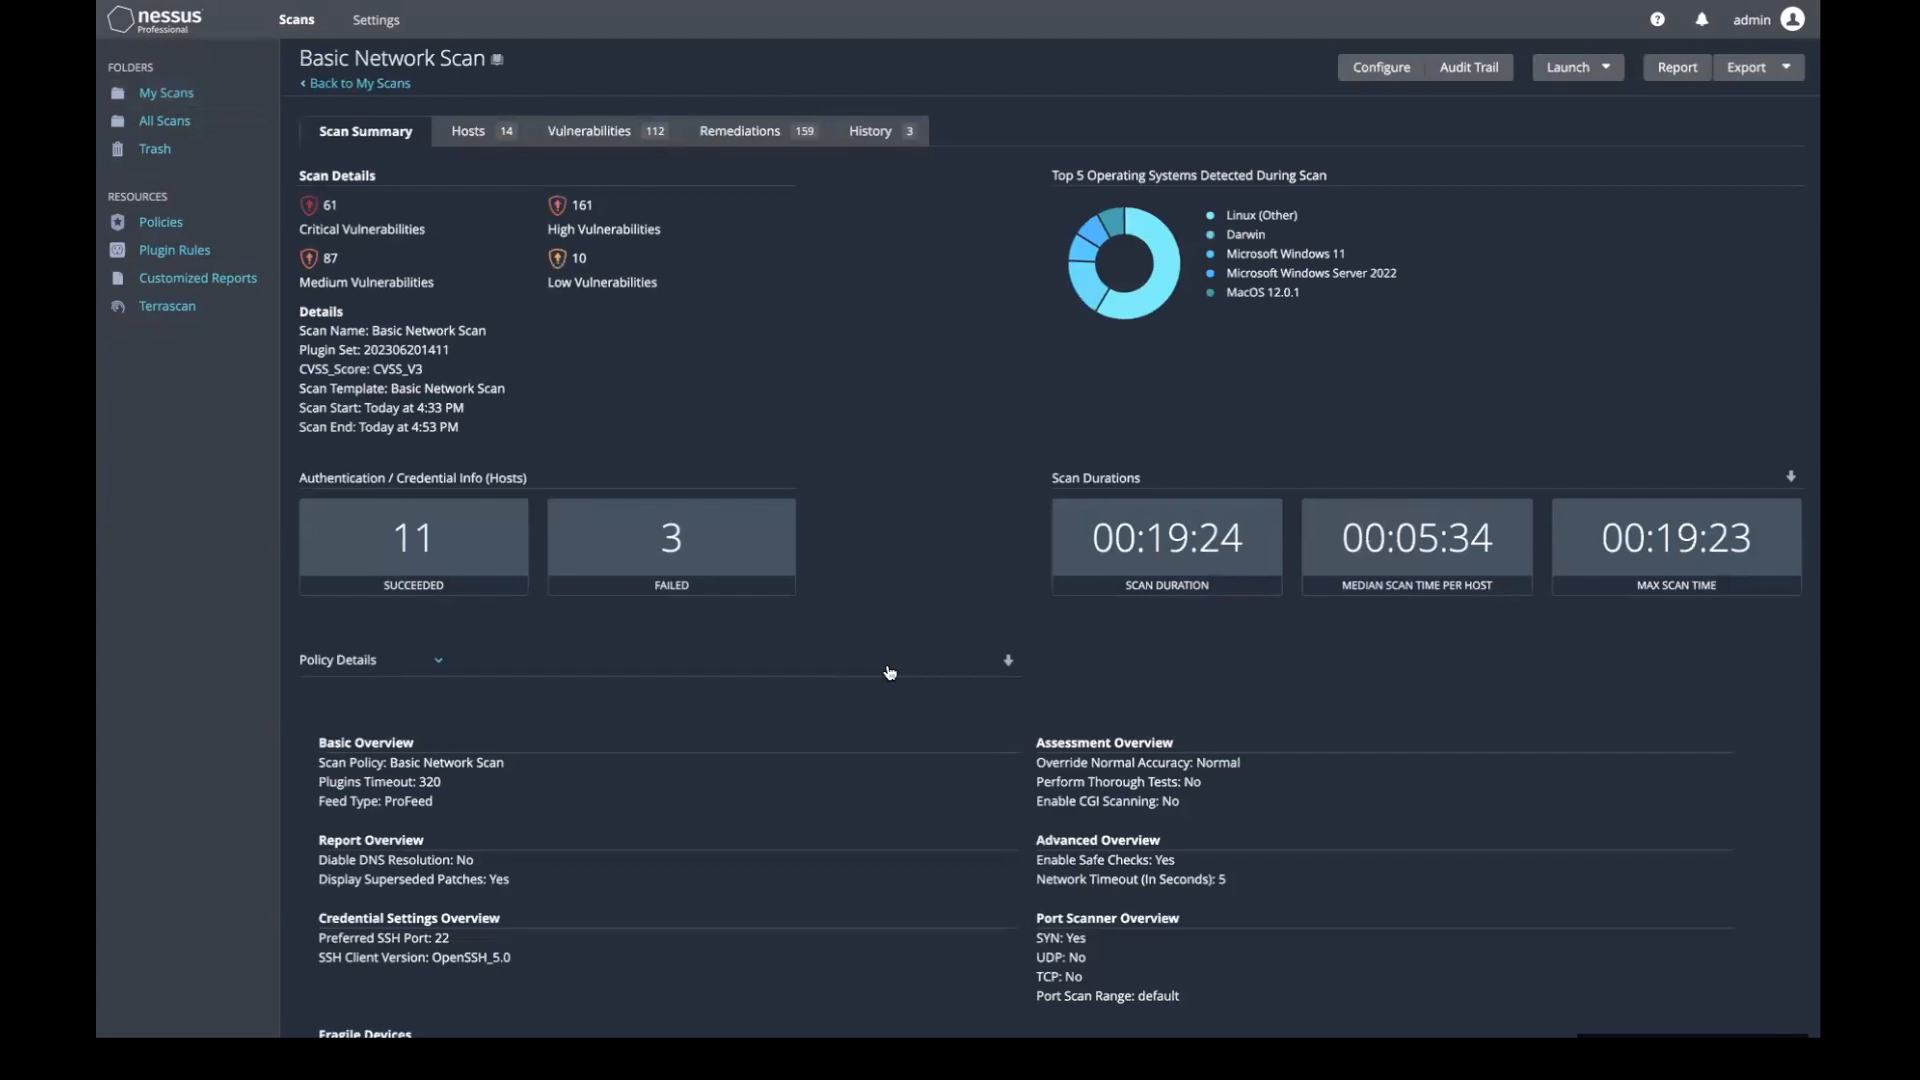 nessus
Professional
Scans
Settings
admin
FOLDERS
My Scans
All Scans
Trash
RESOURCES
Policies
Plugin Rules
Customized Reports
Terrascan
Basic Network Scan
< Back to My Scans
Configure
Audit Trail
Launch
Report
Export
Scan Summary
Hosts 14
Vulnerabilities 112
Remediations 159
History 3
Scan Details
61
Critical Vulnerabilities
161
High Vulnerabilities
87
Medium Vulnerabilities
10
Low Vulnerabilities
Details
Scan Name: Basic Network Scan
Plugin Set: 202306201411
CVSS_Score: CVSS_V3
Scan Template: Basic Network Scan
Scan Start: Today at 4:33 PM
Scan End: Today at 4:53 PM
Top 5 Operating Systems Detected During Scan
Linux (Other)
Darwin
Microsoft Windows 11
Microsoft Windows Server 2022
MacOS 12.0.1
Authentication / Credential Info (Hosts)
11
SUCCEEDED
3
FAILED
Scan Durations
00:19:24
SCAN DURATION
00:05:34
MEDIAN SCAN TIME PER HOST
00:19:23
MAX SCAN TIME
Policy Details
Basic Overview
Scan Policy: Basic Network Scan
Plugins Timeout: 320
Feed Type: ProFeed
Assessment Overview
Override Normal Accuracy: Normal
Perform Thorough Tests: No
Enable CGI Scanning: No
Report Overview
Diable DNS Resolution: No
Display Superseded Patches: Yes
Advanced Overview
Enable Safe Checks: Yes
Network Timeout (In Seconds): 5
Credential Settings Overview
Preferred SSH Port: 22
SSH Client Version: OpenSSH_5.0
Port Scanner Overview
SYN: Yes
UDP: No
TCP: No
Port Scan Range: default
Fragile Devices